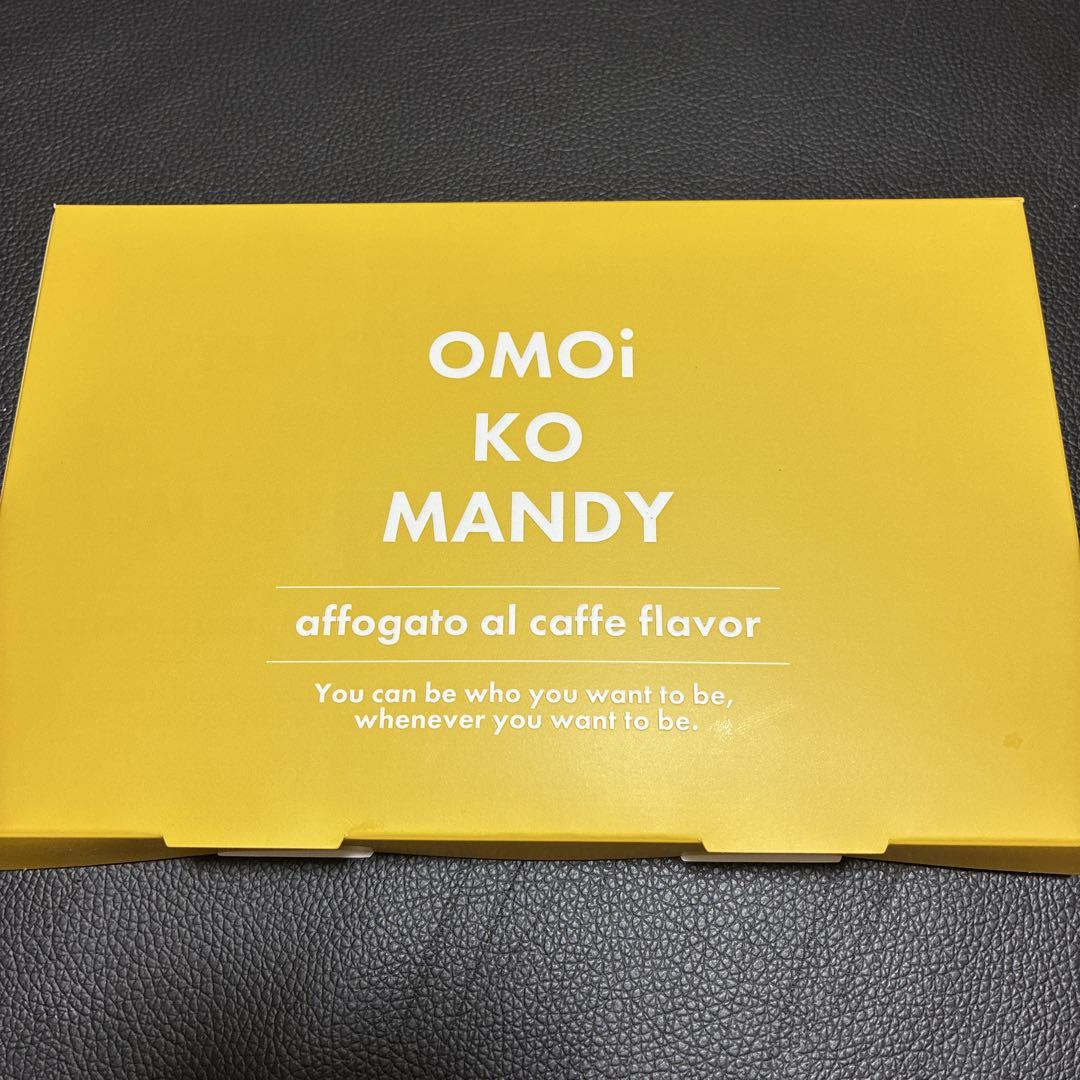 OMOi
KO
MANDY
affogato al caffe flavor
You can be who you want to be,
whenever you want to be.